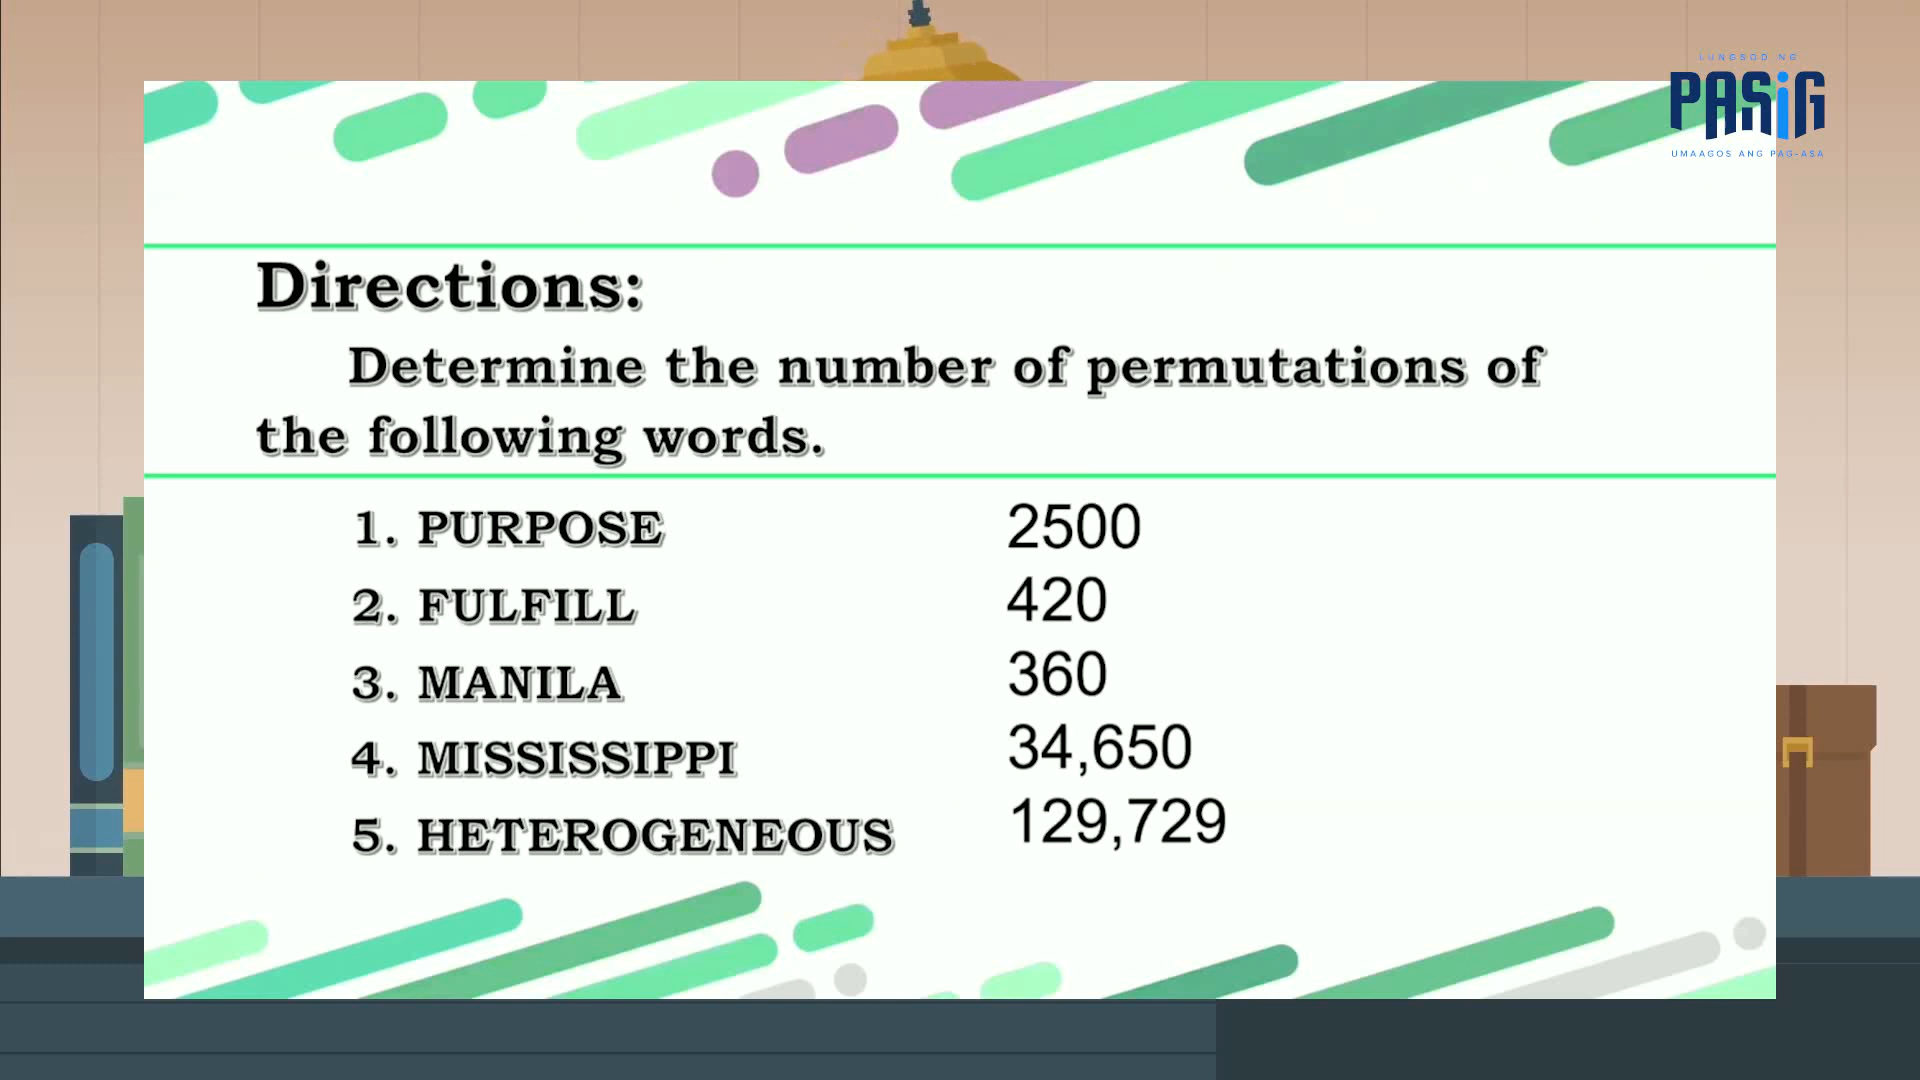 LUNGSOD NG
PASiG
UMAAGOS ANG PAG-ASA
Directions:
Determine the number of permutations of
the following words.
1. PURPOSE 2500
2. FULFILL 420
3. MANILA 360
4. MISSISSIPPI 34,650
5. HETEROGENEOUS 129,729